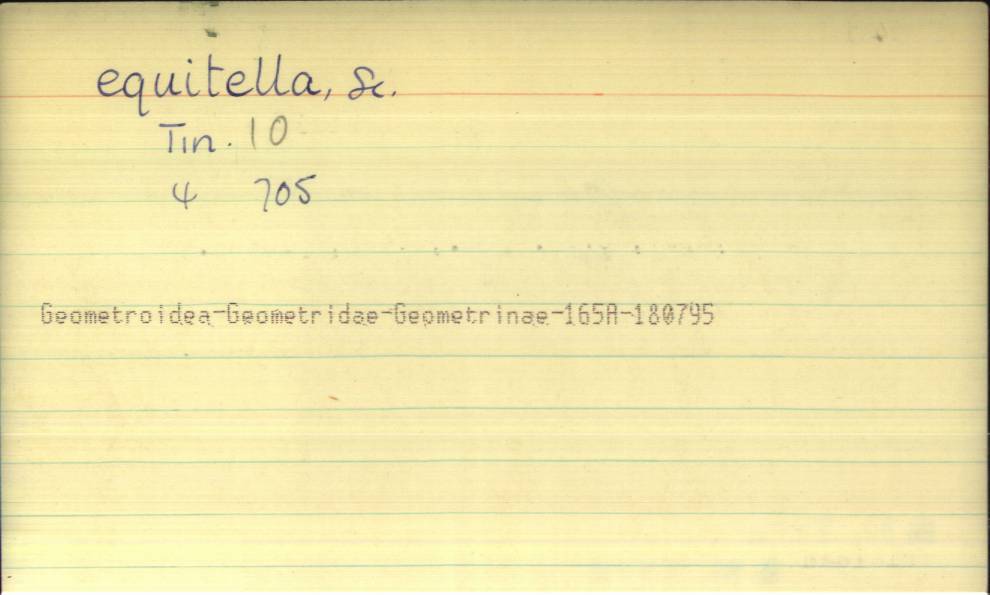 equitella, Sc.
Tin. 10
4 705
Geometroidea-Geometridae-Geometrinae-165A-180795